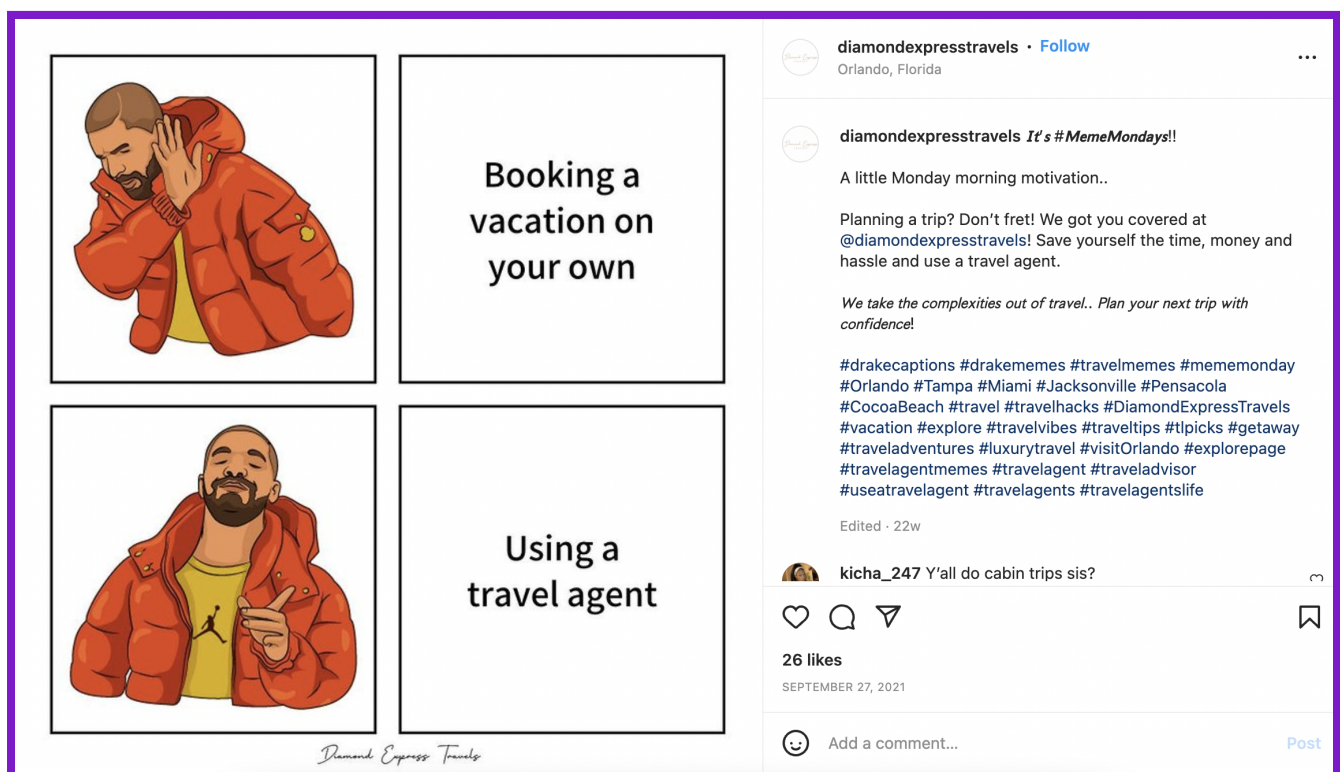 Booking a
vacation on
your own
Using a
travel agent
Diamond Express Travels
diamondexpresstravels • Follow
Orlando, Florida
diamondexpresstravels It's #MemeMondays!!
A little Monday morning motivation..
Planning a trip? Don't fret! We got you covered at
@diamondexpresstravels! Save yourself the time, money and
hassle and use a travel agent.
We take the complexities out of travel.. Plan your next trip with
confidence!
#drakecaptions #drakememes #travelmemes #mememonday
#Orlando #Tampa #Miami #Jacksonville #Pensacola
#CocoaBeach #travel #travelhacks #DiamondExpressTravels
#vacation #explore #travelvibes #traveltips #tlpicks #getaway
#traveladventures #luxurytravel #visitOrlando #explorepage
#travelagentmemes #travelagent #traveladvisor
#useatravelagent #travelagents #travelagentslife
Edited · 22w
kicha_247 Y'all do cabin trips sis?
26 likes
SEPTEMBER 27, 2021
Add a comment...
Post